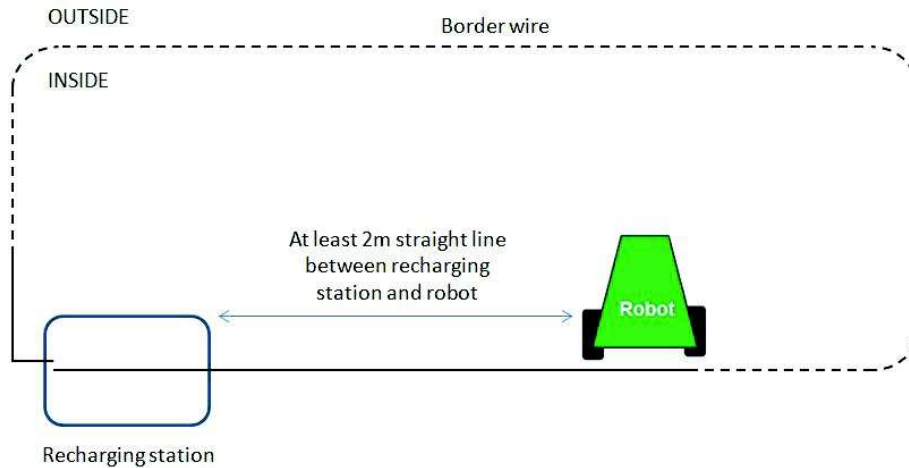 OUTSIDE
Border wire
INSIDE
At least 2m straight line
between recharging
station and robot
Robot
Recharging station